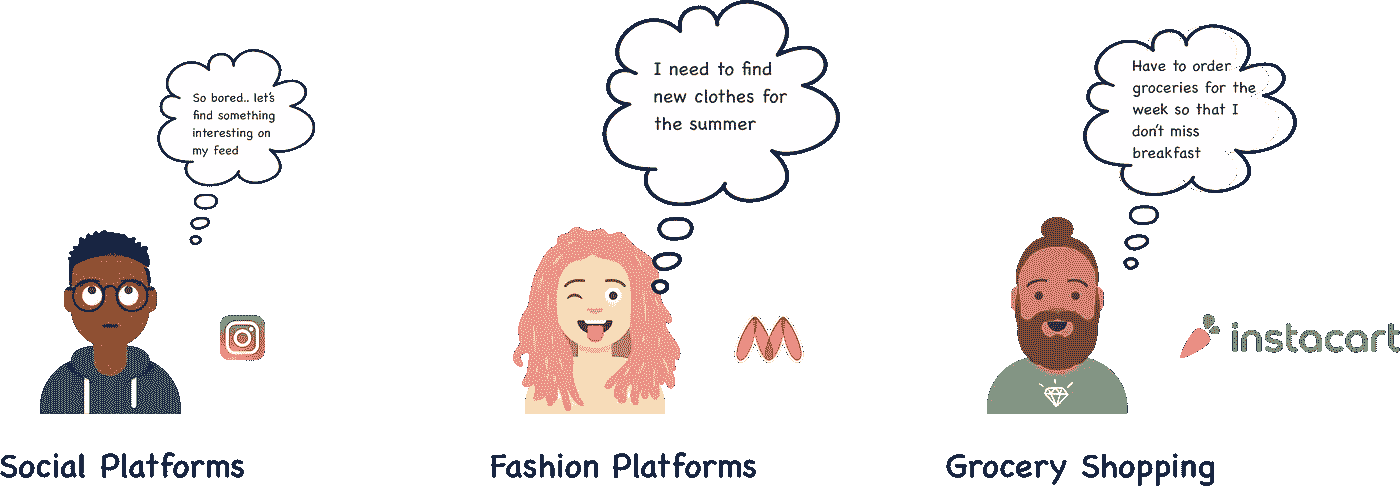 So bored.. let's
find something
interesting on
my feed
I need to find
new clothes for
the summer
Have to order
groceries for the
week so that I
don't miss
breakfast
instacart
Social Platforms
Fashion Platforms
Grocery Shopping